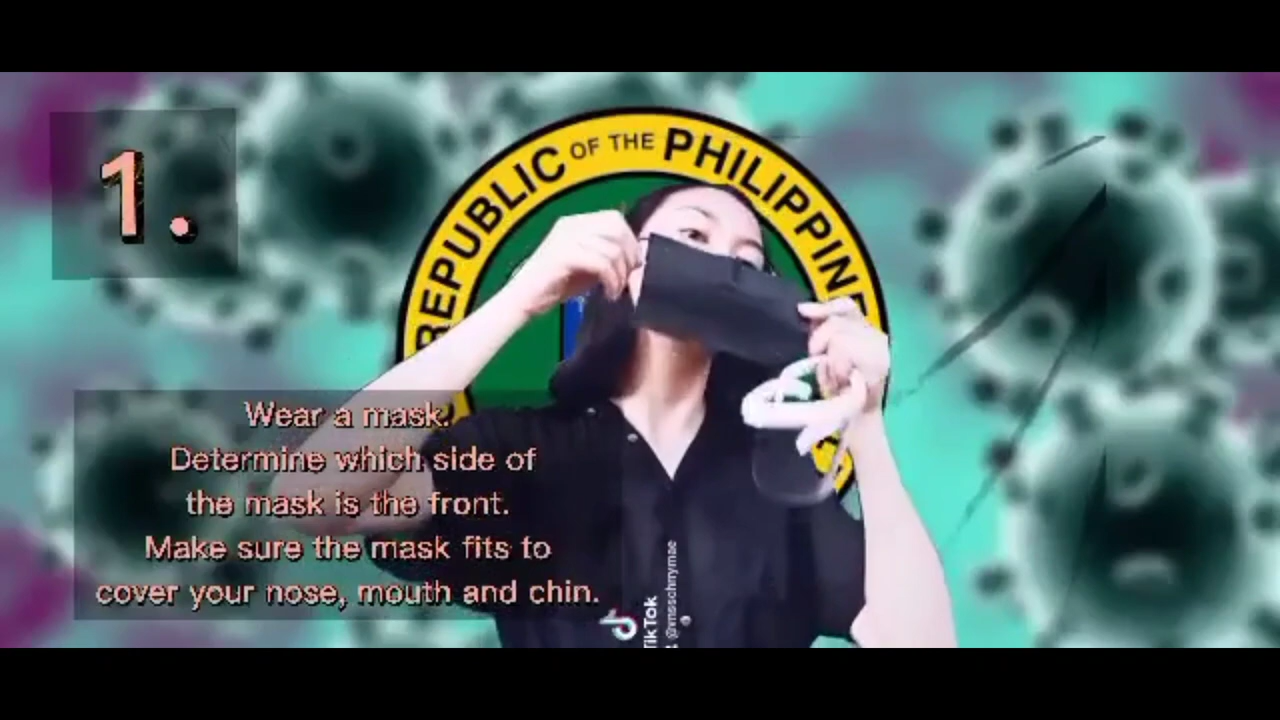 1.
REPUBLIC OF THE PHILIPPINE
Wear a mask.
Determine which side of
the mask is the front.
Make sure the mask fits to
cover your nose, mouth and chin.
TikTok